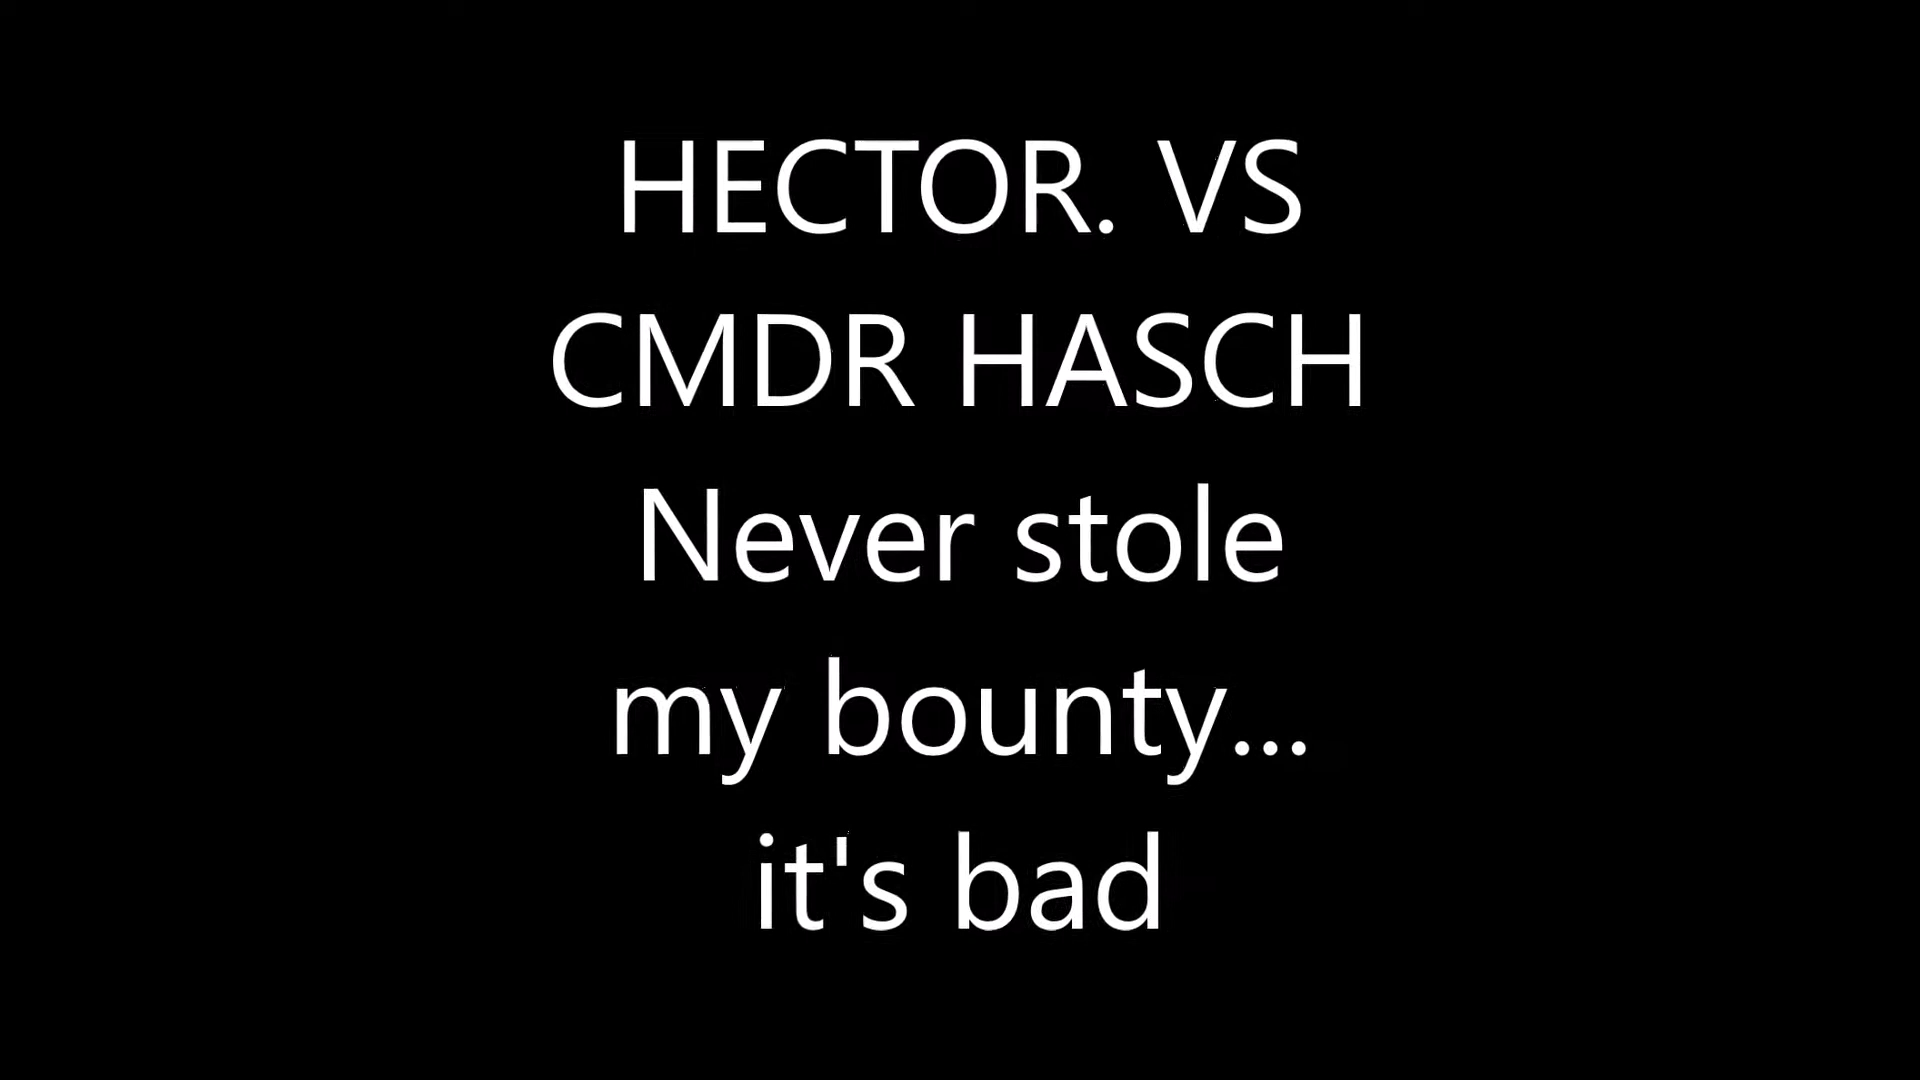 HECTOR. VS
CMDR HASCH
Never stole
my bounty...
it's bad